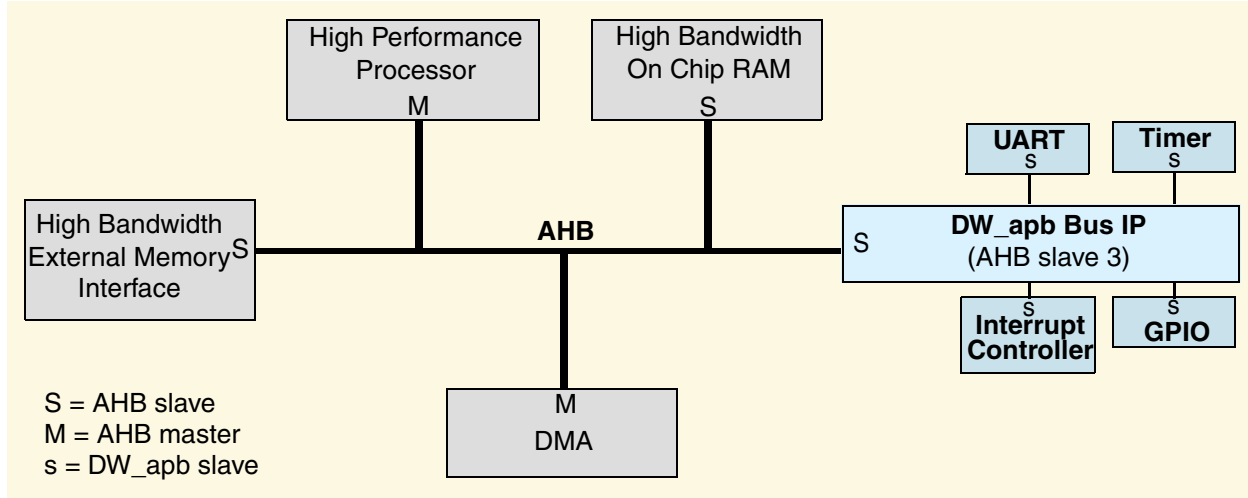 High Performance
Processor
M
High Bandwidth
On Chip RAM
S
UART
s
Timer
s
High Bandwidth
External Memory
Interface
S
AHB
S
DW_apb Bus IP
(AHB slave 3)
s
Interrupt
Controller
s
GPIO
M
DMA
S = AHB slave
M = AHB master
s = DW_apb slave